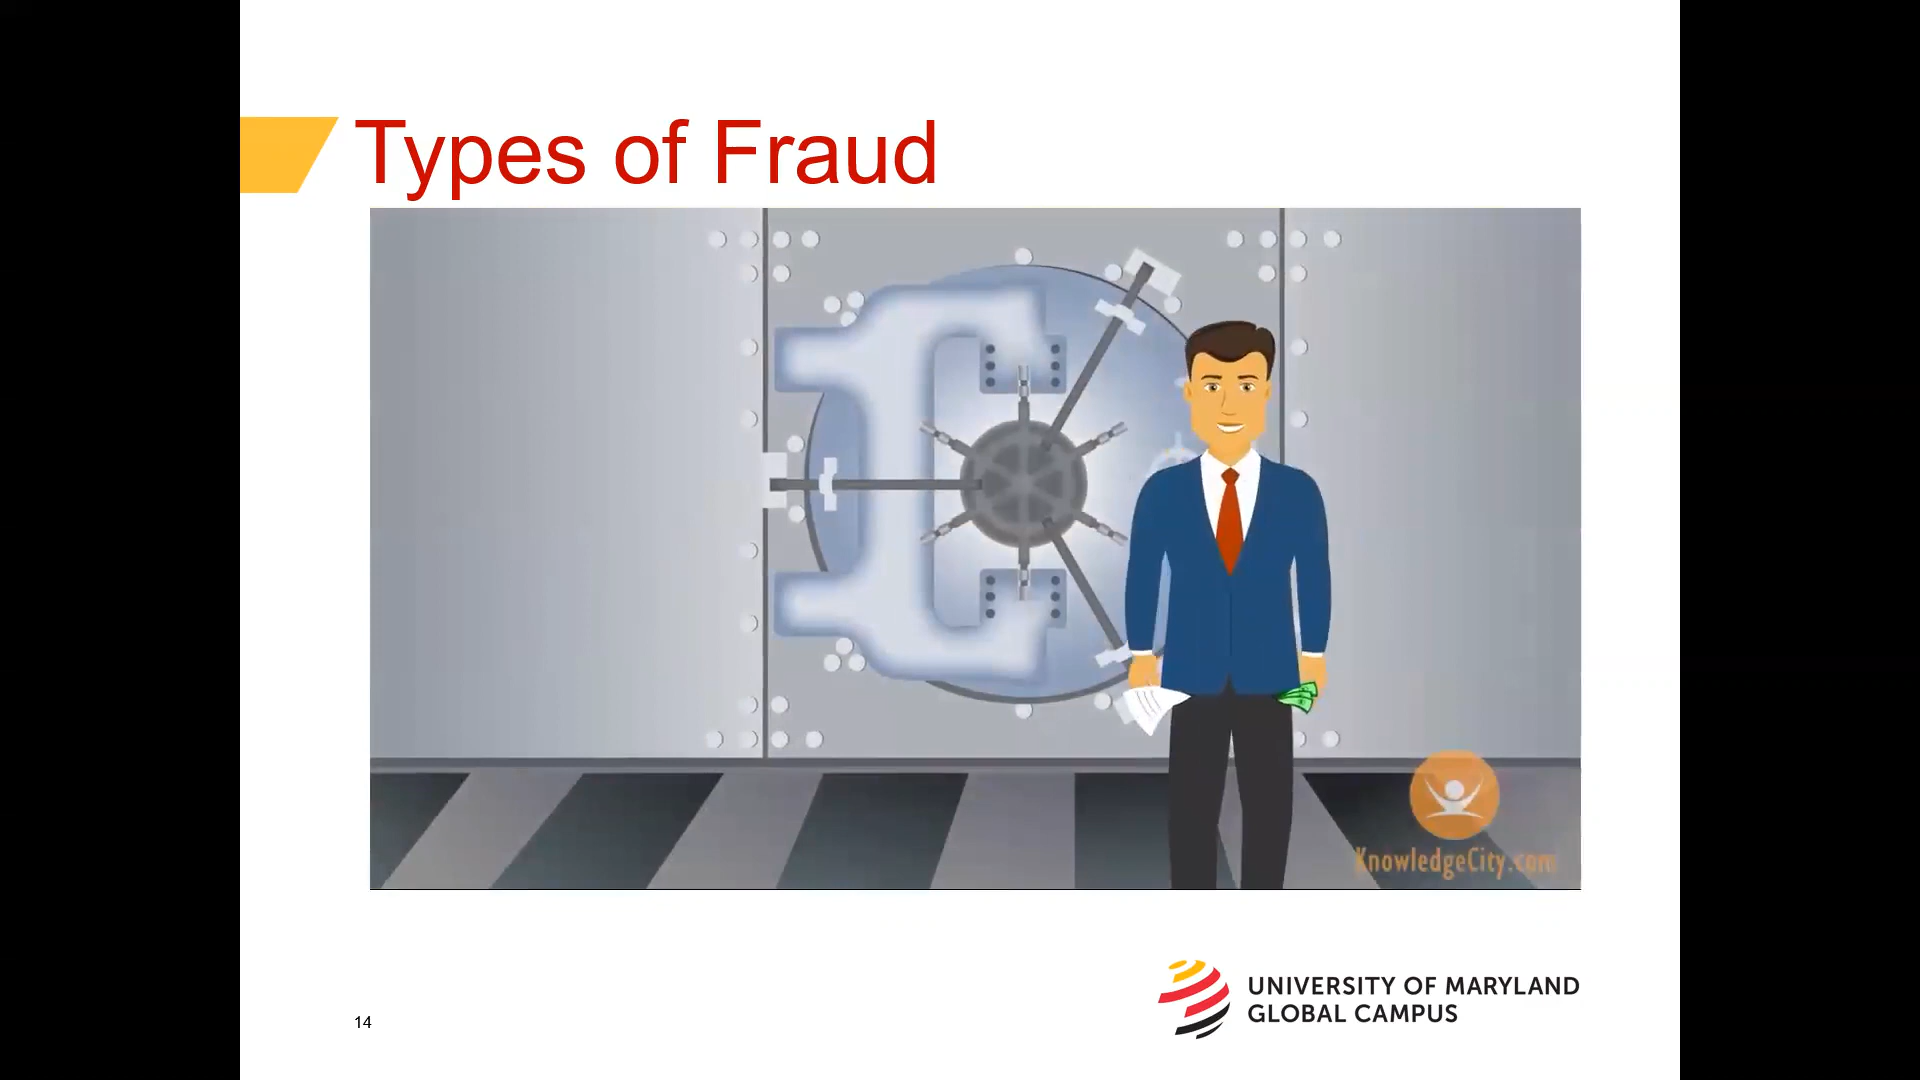 Types of Fraud
KnowledgeCity.com
UNIVERSITY OF MARYLAND
GLOBAL CAMPUS
14